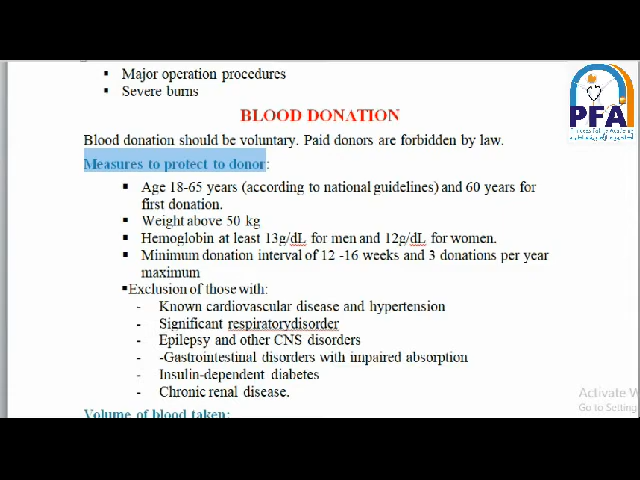 ▪ Major operation procedures
▪ Severe burns
BLOOD DONATION
Blood donation should be voluntary. Paid donors are forbidden by law.
Measures to protect to donor:
▪ Age 18-65 years (according to national guidelines) and 60 years for
first donation.
▪ Weight above 50 kg
▪ Hemoglobin at least 13g/dL for men and 12g/dL for women.
▪ Minimum donation interval of 12 -16 weeks and 3 donations per year
maximum
▪Exclusion of those with:
- Known cardiovascular disease and hypertension
- Significant respiratorydisorder
- Epilepsy and other CNS disorders
- -Gastrointestinal disorders with impaired absorption
- Insulin-dependent diabetes
- Chronic renal disease.
Volume of blood taken:
PFA
Activate W
Go to Setting